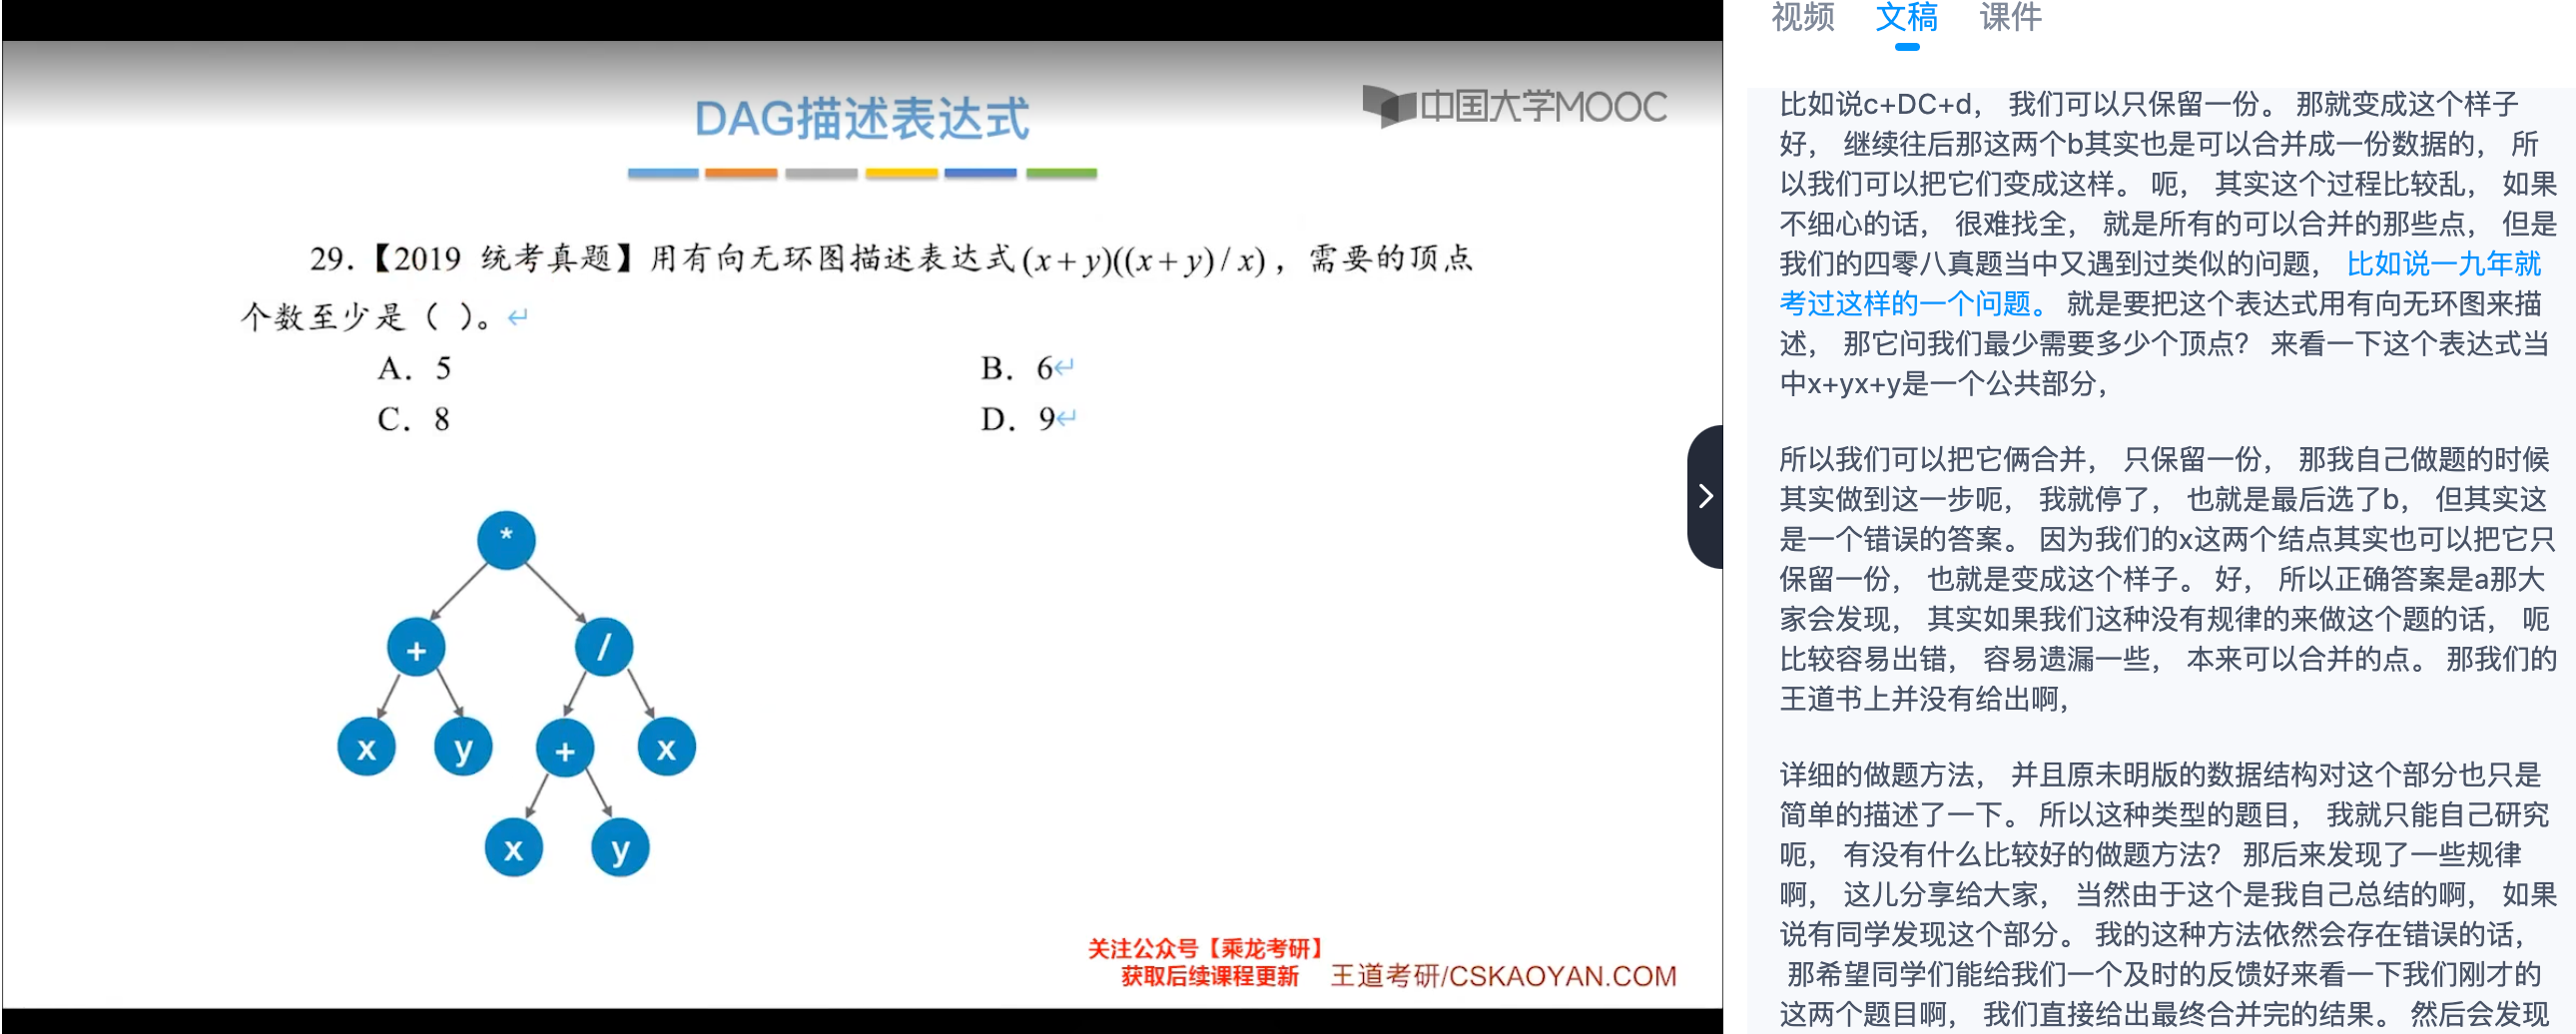 DAG描述表达式
中国大学MOOC
29.【2019 统考真题】用有向无环图描述表达式(x+y)((x+y)/x)，需要的顶点
个数至少是（ ）。↵
A. 5
B. 6↵
C. 8
D. 9↵
*
+ /
x y + x
x y
关注公众号【乘龙考研】
获取后续课程更新
王道考研/CSKAOYAN.COM
视频 文稿 课件
比如说c+DC+d， 我们可以只保留一份。 那就变成这个样子
好， 继续往后那这两个b其实也是可以合并成一份数据的， 所
以我们可以把它们变成这样。 呃， 其实这个过程比较乱， 如果
不细心的话， 很难找全， 就是所有的可以合并的那些点， 但是
我们的四零八真题当中又遇到过类似的问题， 比如说一九年就
考过这样的一个问题。 就是要把这个表达式用有向无环图来描
述， 那它问我们最少需要多少个顶点？ 来看一下这个表达式当
中x+yx+y是一个公共部分，
所以我们可以把它俩合并， 只保留一份， 那我自己做题的时候
其实做到这一步呃， 我就停了， 也就是最后选了b， 但其实这
是一个错误的答案。 因为我们的x这两个结点其实也可以把它只
保留一份， 也就是变成这个样子。 好， 所以正确答案是a那大
家会发现， 其实如果我们这种没有规律的来做这个题的话， 呃
比较容易出错， 容易遗漏一些， 本来可以合并的点。 那我们的
王道书上并没有给出啊，
详细的做题方法， 并且原未明版的数据结构对这个部分也只是
简单的描述了一下。 所以这种类型的题目， 我就只能自己研究
呃， 有没有什么比较好的做题方法？ 那后来发现了一些规律
啊， 这儿分享给大家， 当然由于这个是我自己总结的啊， 如果
说有同学发现这个部分。 我的这种方法依然会存在错误的话，
那希望同学们能给我们一个及时的反馈好来看一下我们刚才的
这两个题目啊， 我们直接给出最终合并完的结果。 然后会发现